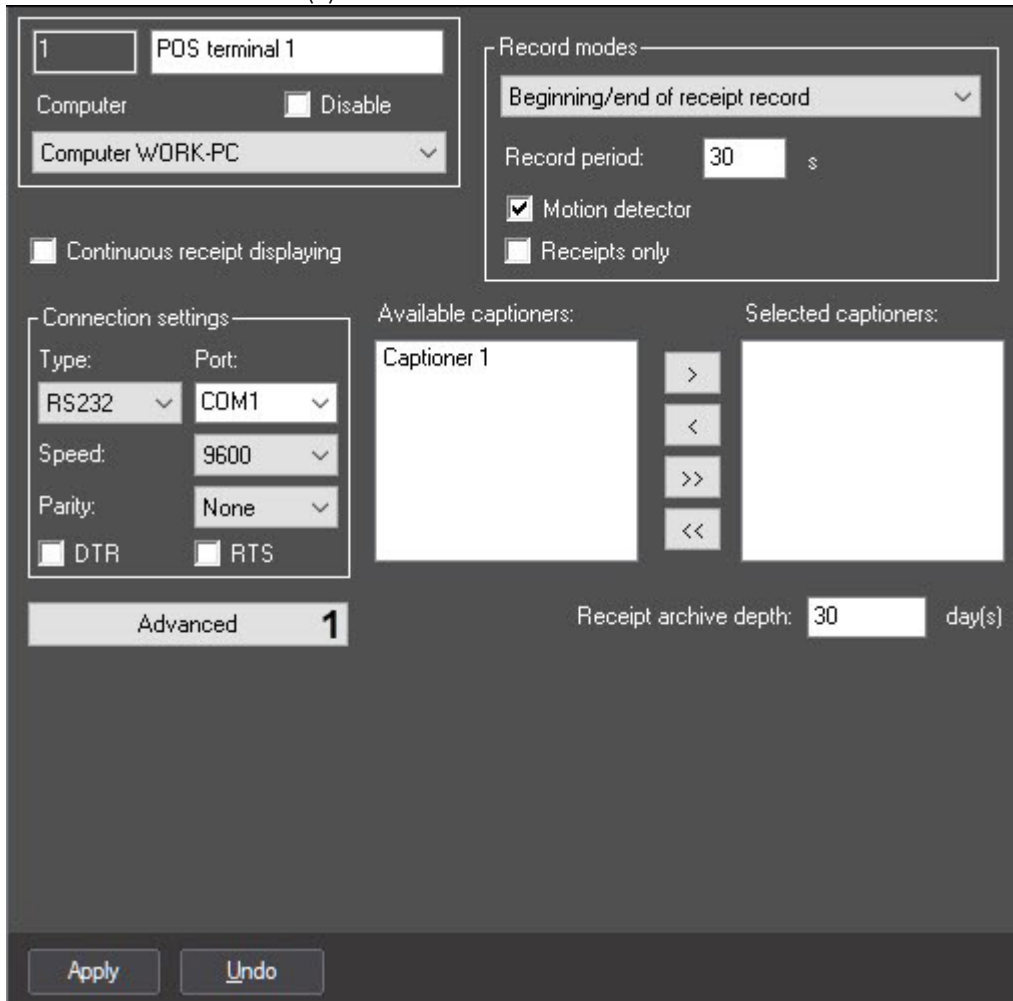 1 POS terminal 1
Computer Disable
Computer WORK-PC
Record modes
Beginning/end of receipt record
Record period: 30 s
Motion detector
Receipts only
Continuous receipt displaying
Connection settings
Type: Port:
RS232 COM1
Speed: 9600
Parity: None
DTR RTS
Available captioners:
Captioner 1
>
<
>>
<<
Selected captioners:
Advanced 1
Receipt archive depth: 30 day(s)
Apply Undo